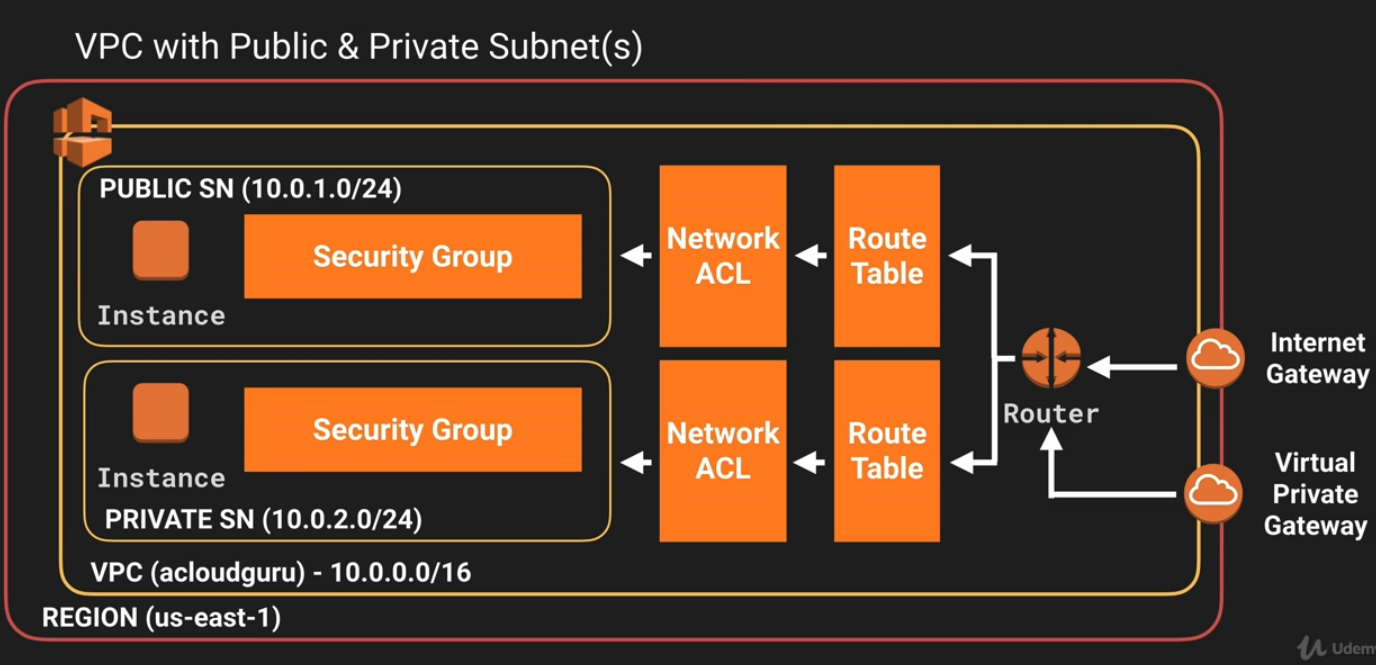 VPC with Public & Private Subnet(s)
PUBLIC SN (10.0.1.0/24)
Instance
Security Group
Network
ACL
Route
Table
Instance
Security Group
PRIVATE SN (10.0.2.0/24)
Network
ACL
Route
Table
Router
Internet
Gateway
Virtual
Private
Gateway
VPC (acloudguru) - 10.0.0.0/16
REGION (us-east-1)